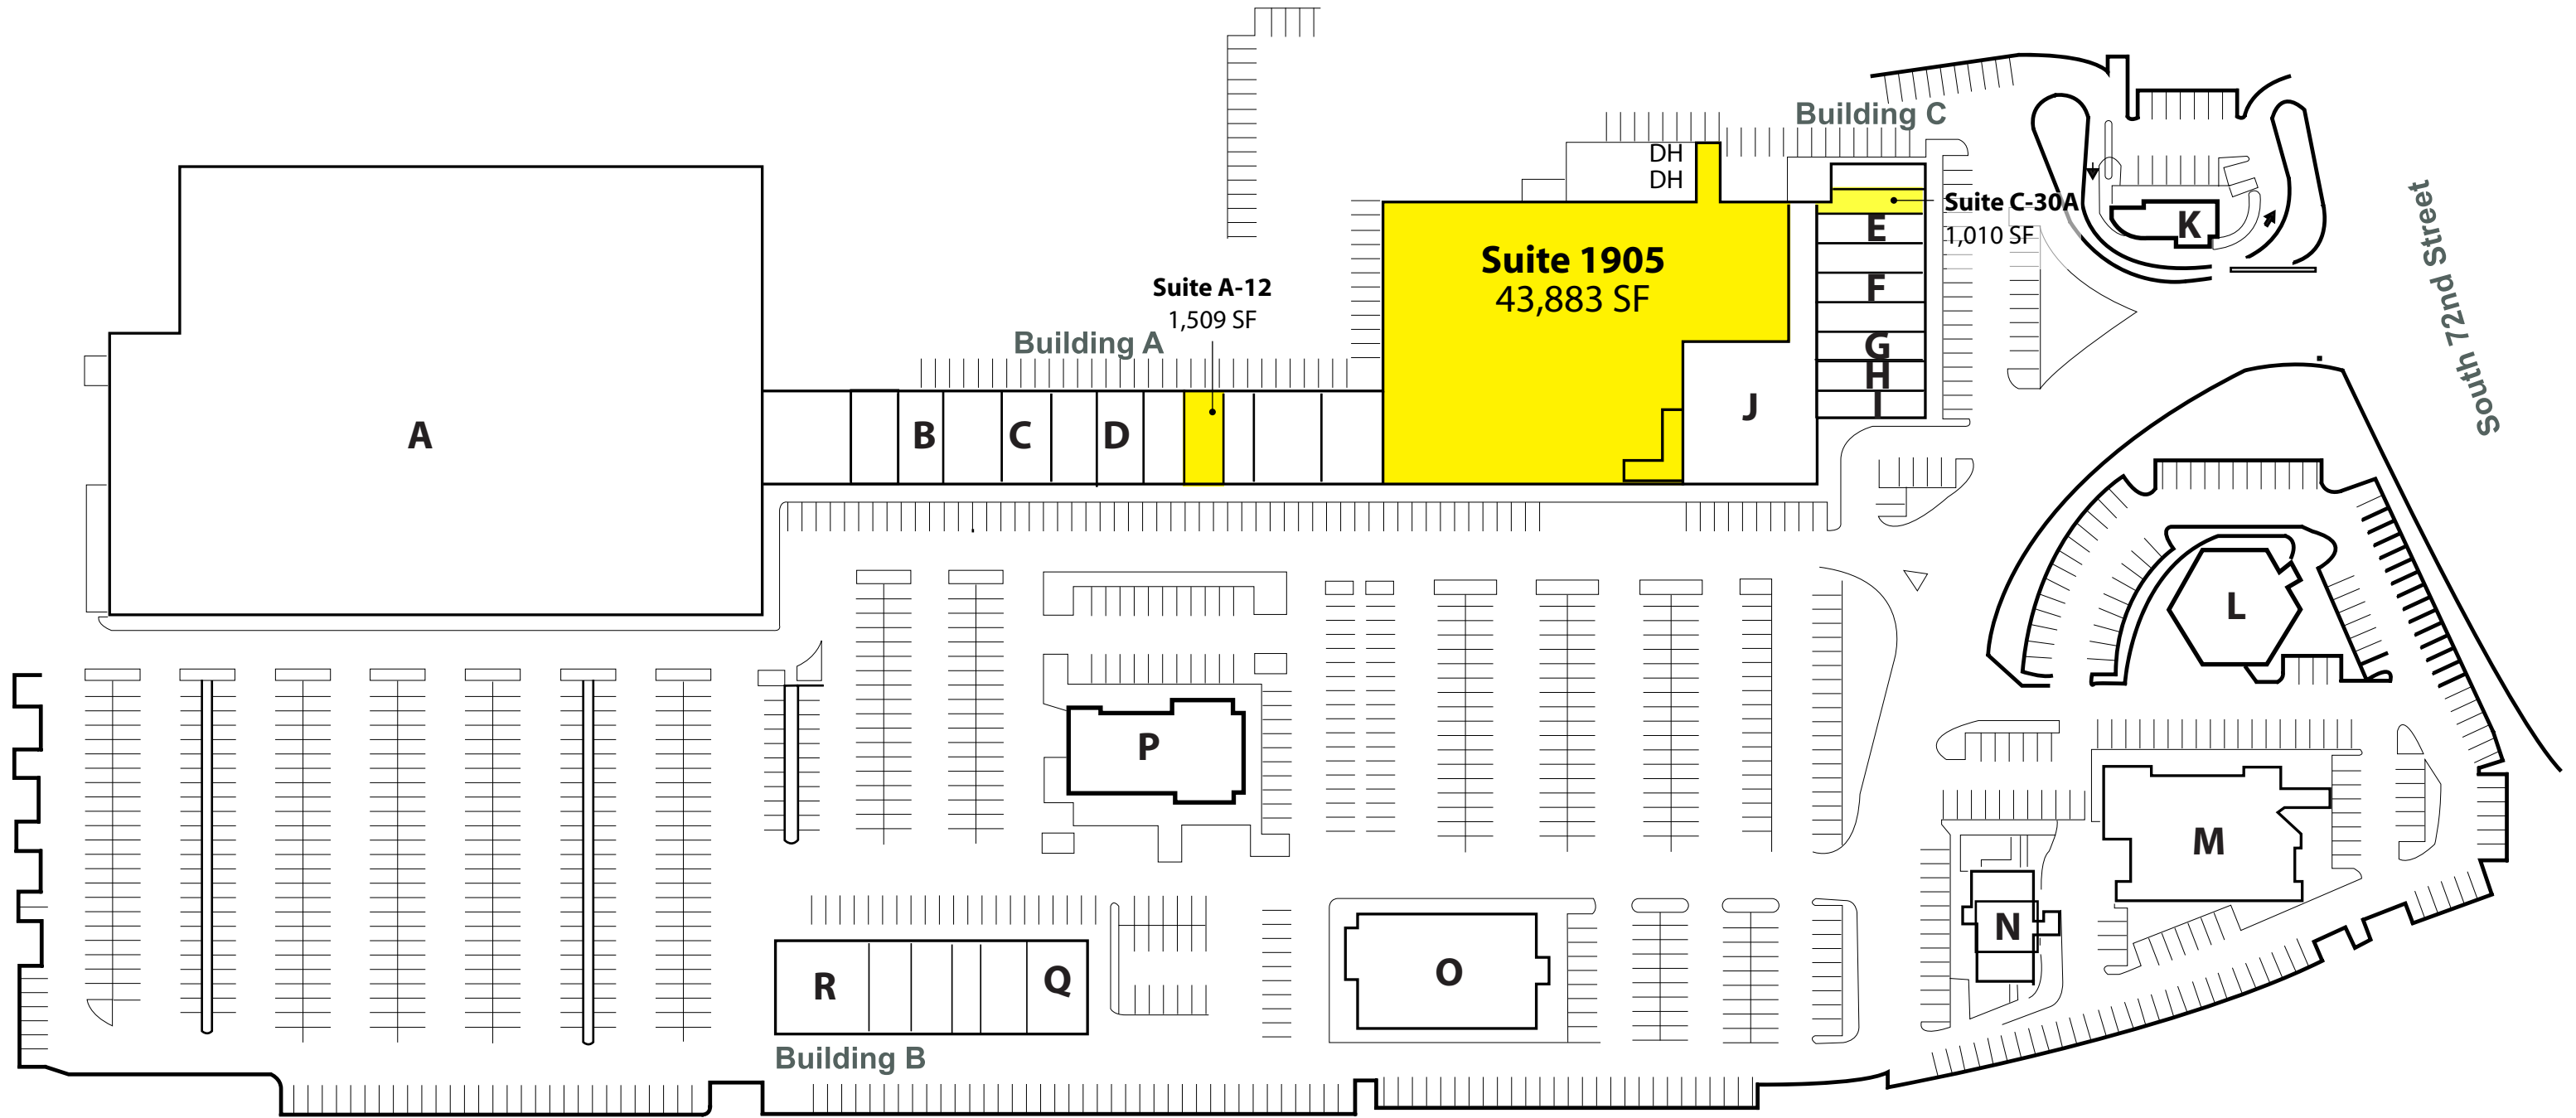 Building C
DH
DH
Suite C-30A
1,010 SF
K
E
South 72nd Street
Suite 1905
43,883 SF
F
Suite A-12
1,509 SF
Building A
G
H
I
J
A
B
C
D
L
P
M
N
R
Q
O
Building B